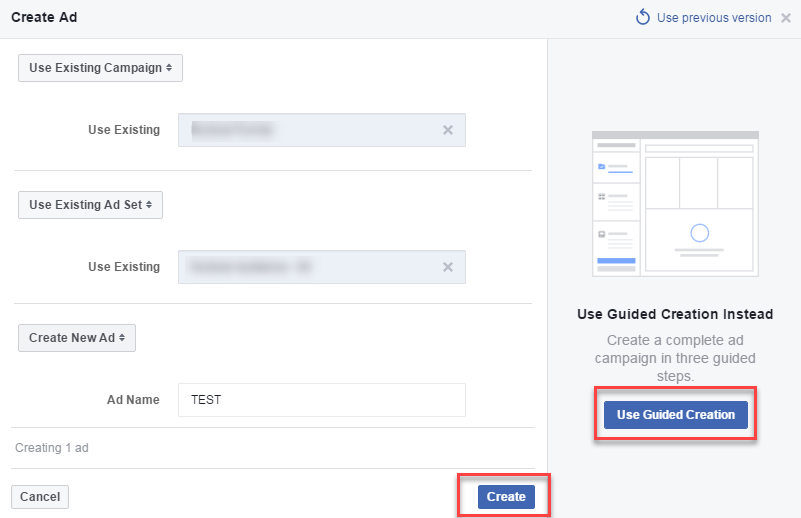 Create Ad
Use previous version
Use Existing Campaign
Use Existing
Use Existing Ad Set
Use Existing
Create New Ad
Ad Name
TEST
Creating 1 ad
Cancel
Create
Use Guided Creation Instead
Create a complete ad
campaign in three guided
steps.
Use Guided Creation